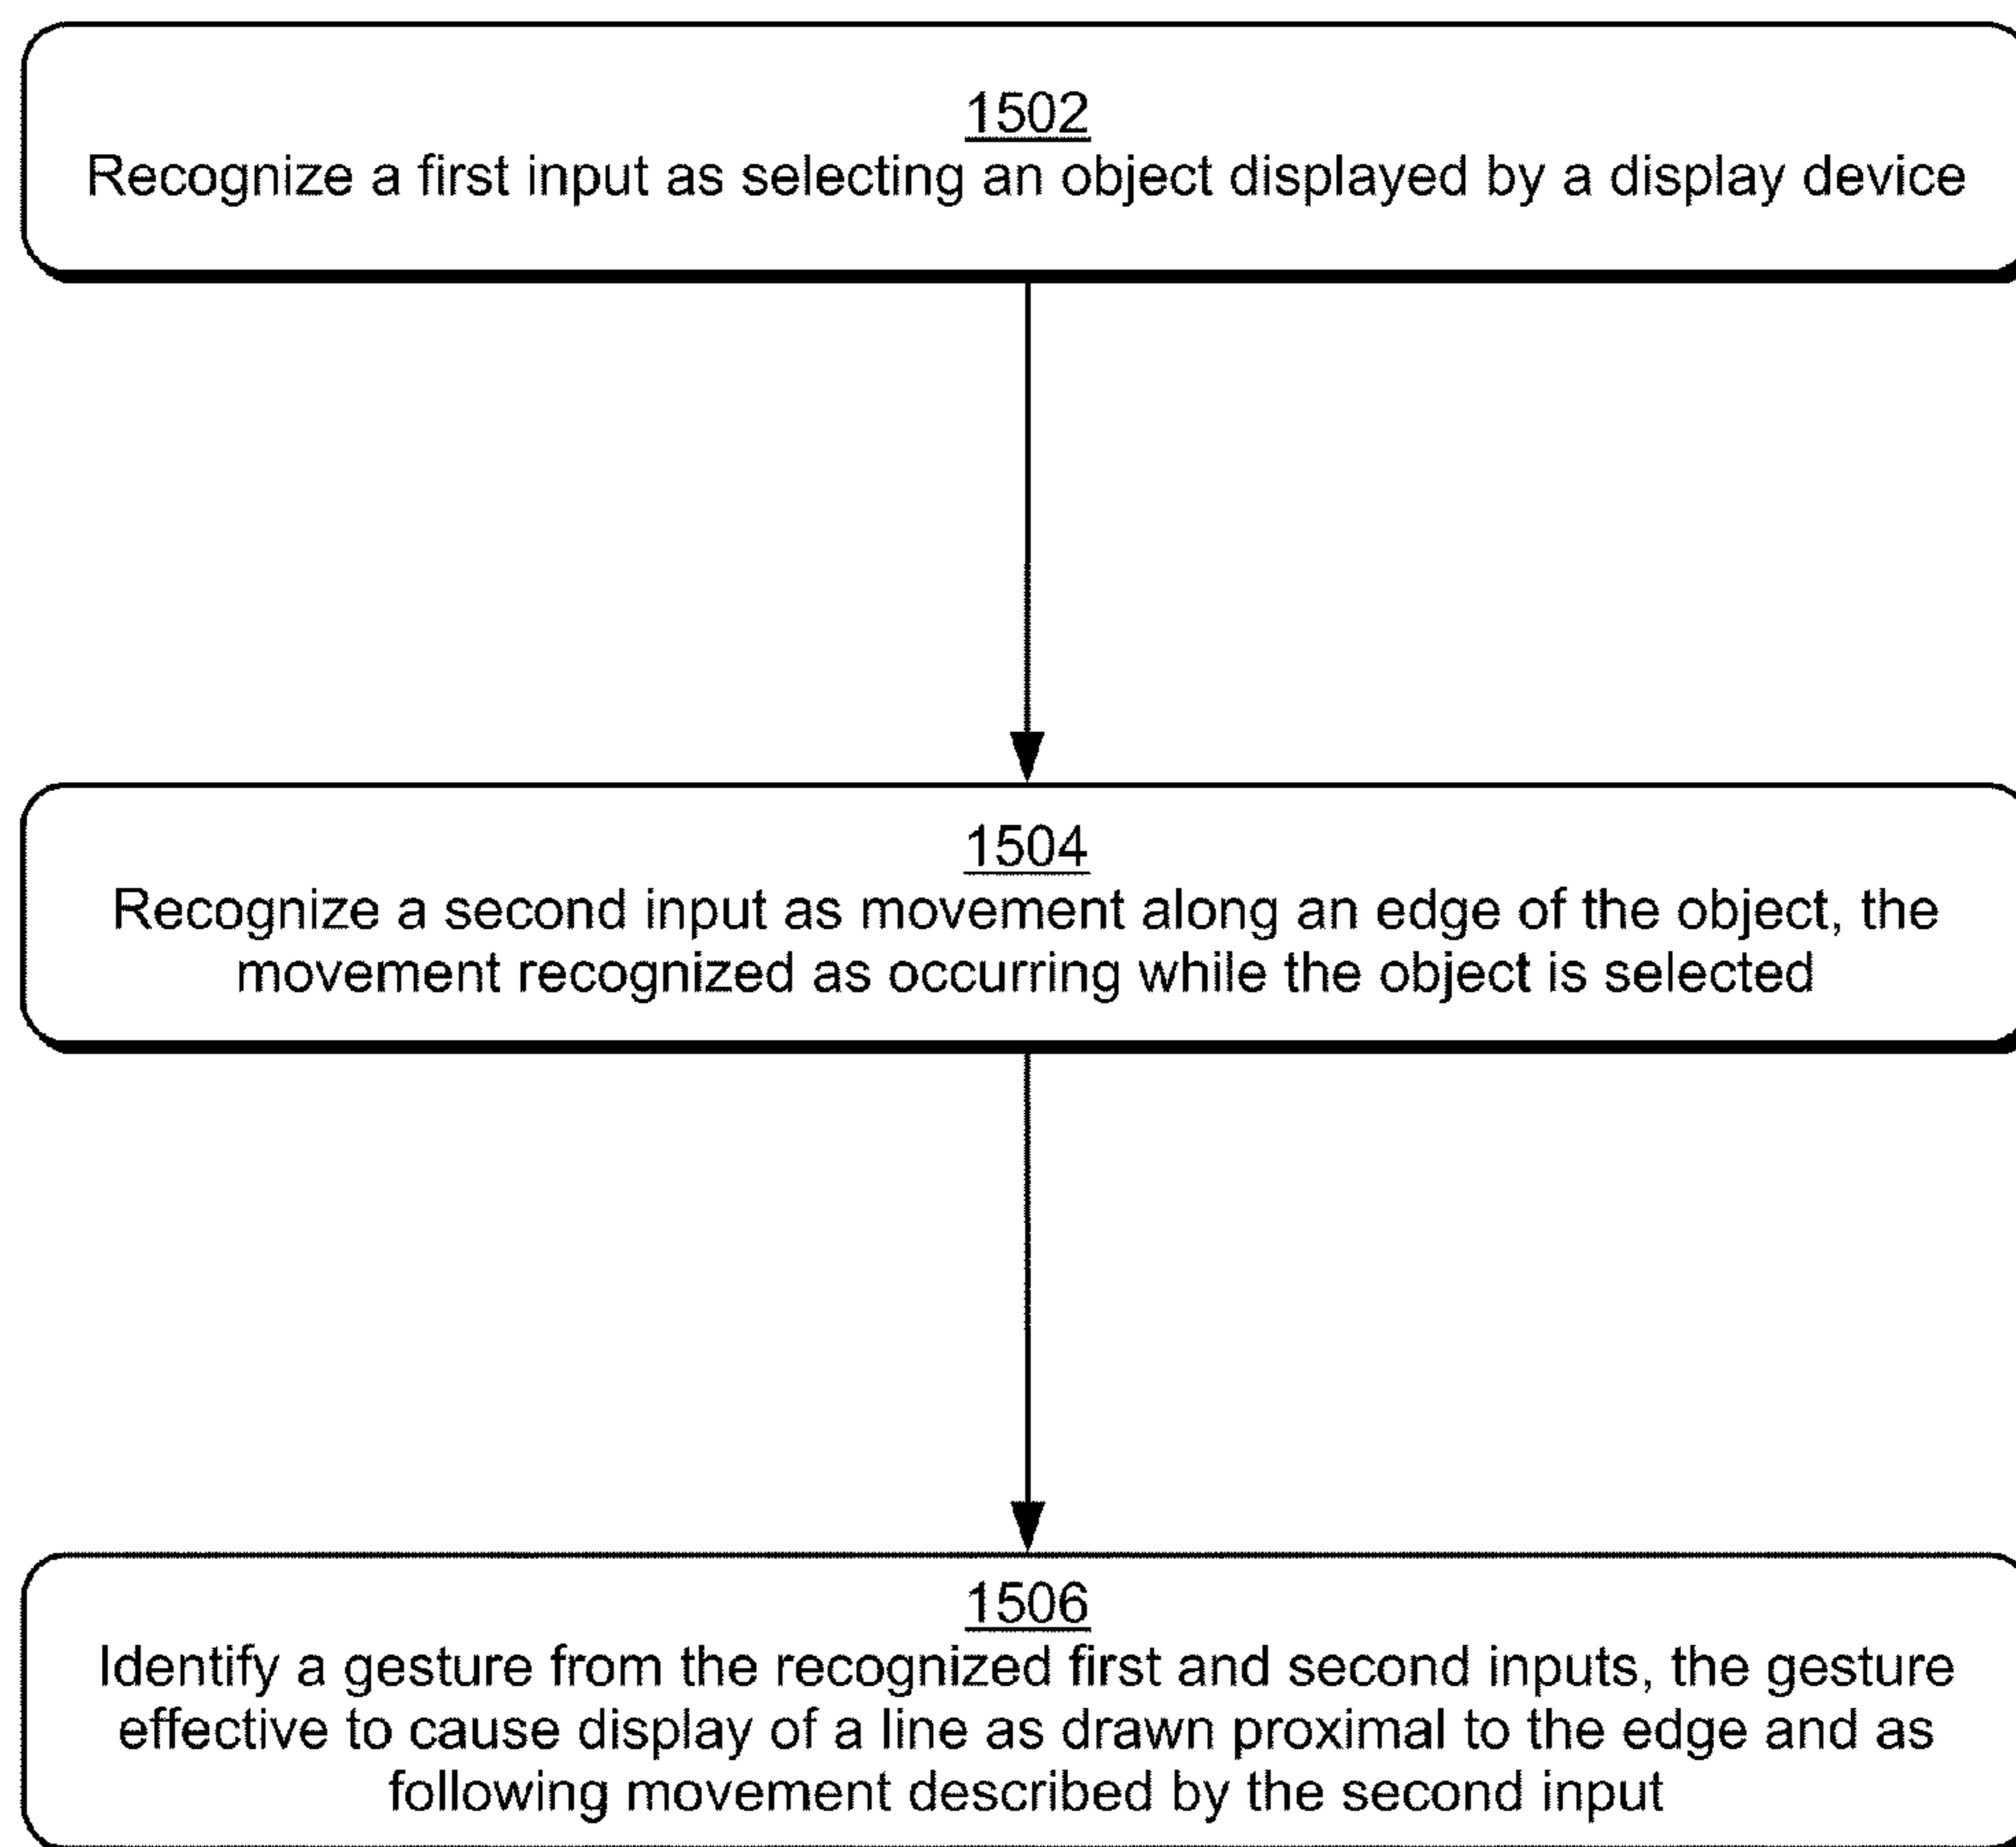 1502
Recognize a first input as selecting an object displayed by a display device
1504
Recognize a second input as movement along an edge of the object, the
movement recognized as occurring while the object is selected
1506
Identify a gesture from the recognized first and second inputs, the gesture
effective to cause display of a line as drawn proximal to the edge and as
following movement described by the second input